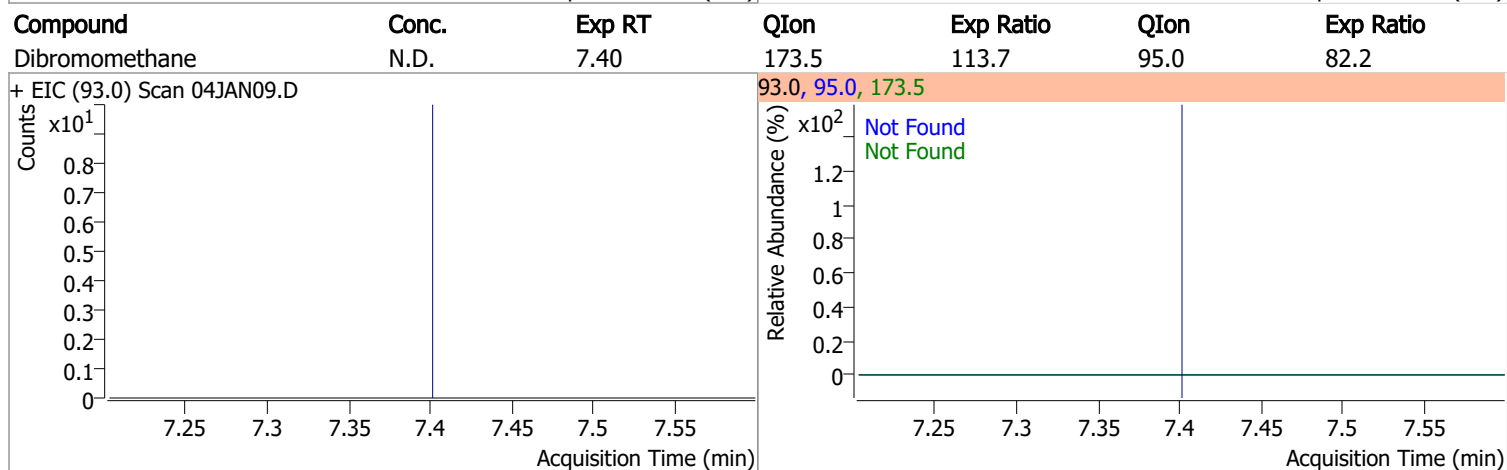 Compound Conc. Exp RT QIon Exp Ratio QIon Exp Ratio
Dibromomethane N.D. 7.40 173.5 113.7 95.0 82.2
+ EIC (93.0) Scan 04JAN09.D
Counts
x10¹
0.8
0.7
0.6
0.5
0.4
0.3
0.2
0.1
0
7.25 7.3 7.35 7.4 7.45 7.5 7.55
Acquisition Time (min)
93.0, 95.0, 173.5
Relative Abundance (%)
x10²
Not Found
Not Found
1.2
1
0.8
0.6
0.4
0.2
0
7.25 7.3 7.35 7.4 7.45 7.5 7.55
Acquisition Time (min)